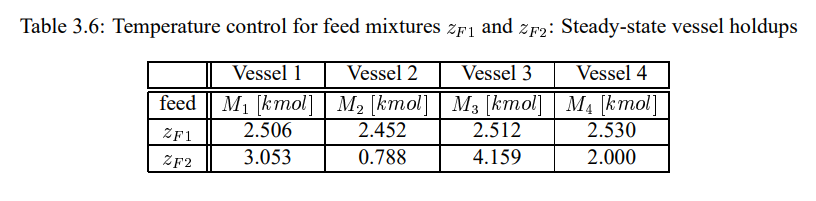 Table 3.6: Temperature control for feed mixtures zF1 and zF2: Steady-state vessel holdups
Vessel 1 Vessel 2 Vessel 3 Vessel 4
feed M1 [kmol] M2 [kmol] M3 [kmol] M4 [kmol]
zF1 2.506 2.452 2.512 2.530
zF2 3.053 0.788 4.159 2.000